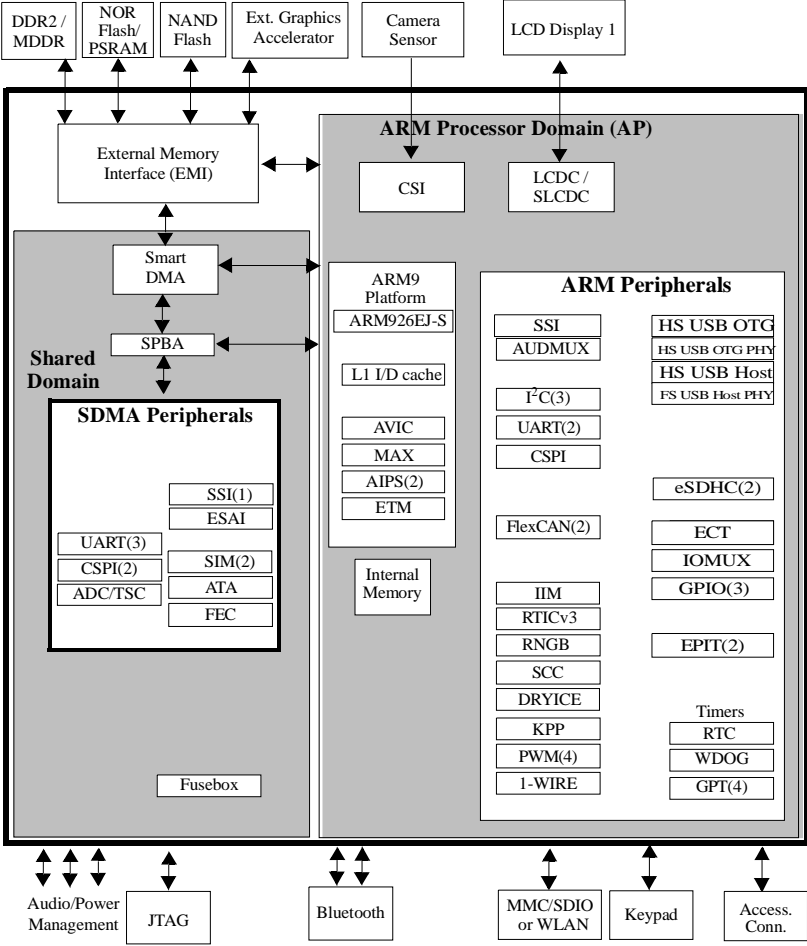 DDR2 /
MDDR
NOR
Flash/
PSRAM
NAND
Flash
Ext. Graphics
Accelerator
Camera
Sensor
LCD Display 1
External Memory
Interface (EMI)
ARM Processor Domain (AP)
CSI
LCDC /
SLCDC
Smart
DMA
SPBA
Shared
Domain
SDMA Peripherals
SSI(1)
ESAI
UART(3)
CSPI(2)
ADC/TSC
SIM(2)
ATA
FEC
Fusebox
ARM9
Platform
ARM926EJ-S
L1 I/D cache
AVIC
MAX
AIPS(2)
ETM
Internal
Memory
ARM Peripherals
SSI
AUDMUX
I²C(3)
UART(2)
CSPI
FlexCAN(2)
IIM
RTICv3
RNGB
SCC
DRYICE
KPP
PWM(4)
1-WIRE
HS USB OTG
HS USB OTG PHY
HS USB Host
FS USB Host PHY
eSDHC(2)
ECT
IOMUX
GPIO(3)
EPIT(2)
Timers
RTC
WDOG
GPT(4)
Audio/Power
Management
JTAG
Bluetooth
MMC/SDIO
or WLAN
Keypad
Access.
Conn.